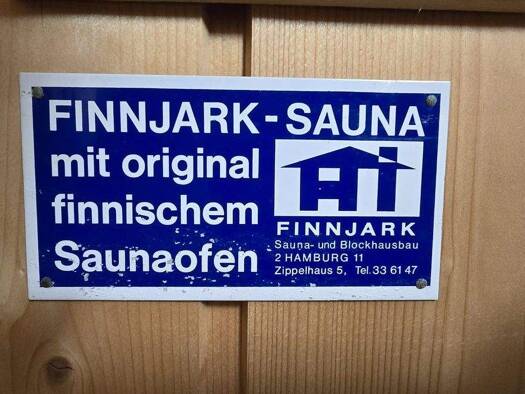 FINNJARK-SAUNA
mit original
finnischem
Saunaofen
FINNJARK
Sauna- und Blockhausbau
2 HAMBURG 11
Zippelhaus 5, Tel. 33 61 47